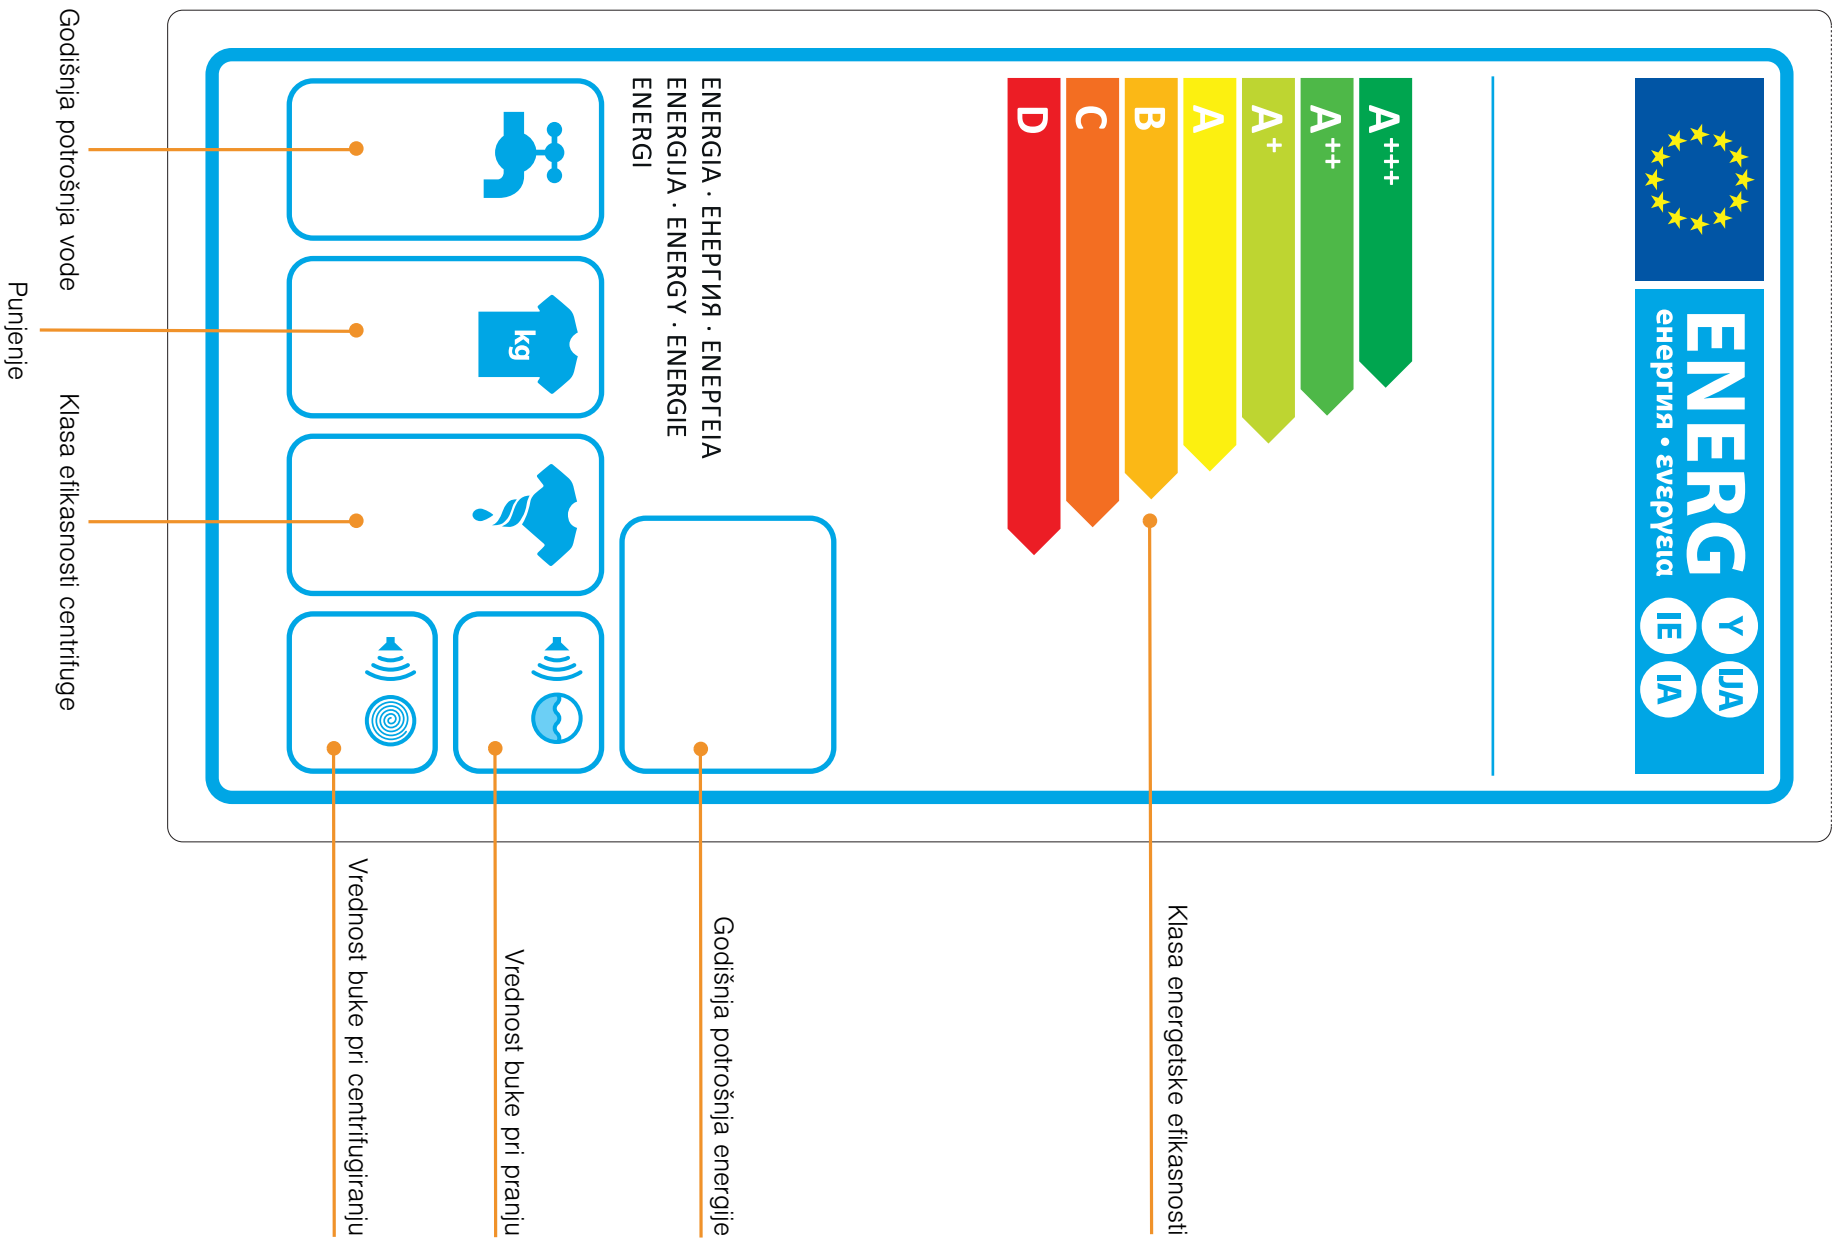 ENERG
енергия · ενεργεια
Y
IJA
IE
IA
A+++
A++
A+
A
B
C
D
Klasa energetske efikasnosti
ENERGIA · ЕНЕРГИЯ · ΕΝΕΡΓΕΙΑ
ENERGIJA · ENERGY · ENERGIE
ENERGI
Godišnja potrošnja energije
kg
Vrednost buke pri pranju
Vrednost buke pri centrifugiranju
Godišnja potrošnja vode
Punjenje
Klasa efikasnosti centrifuge